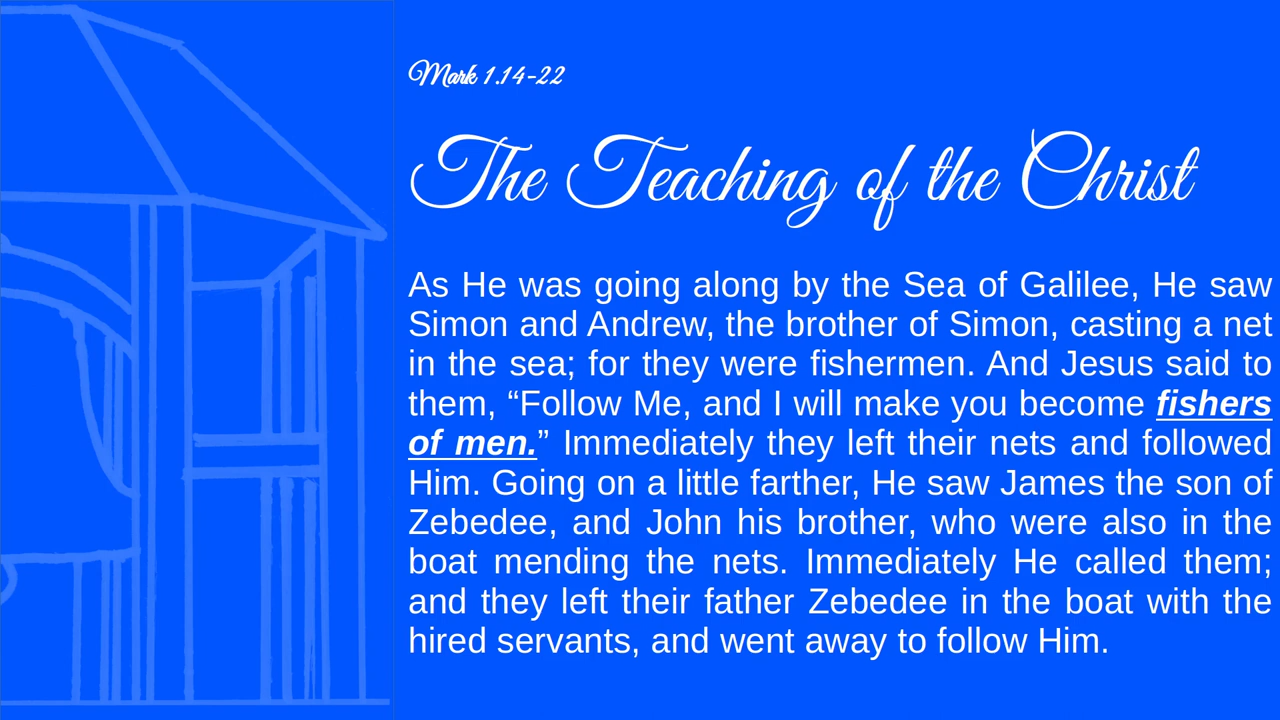 Mark 1.14-22
The Teaching of the Christ
As He was going along by the Sea of Galilee, He saw
Simon and Andrew, the brother of Simon, casting a net
in the sea; for they were fishermen. And Jesus said to
them, “Follow Me, and I will make you become fishers
of men.” Immediately they left their nets and followed
Him. Going on a little farther, He saw James the son of
Zebedee, and John his brother, who were also in the
boat mending the nets. Immediately He called them;
and they left their father Zebedee in the boat with the
hired servants, and went away to follow Him.